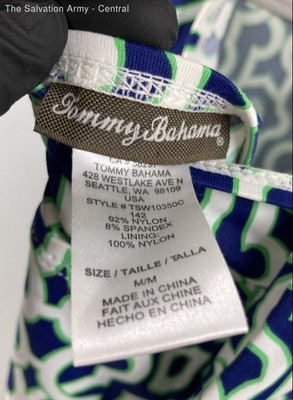 The Salvation Army - Central
Tommy Bahama®
TOMMY BAHAMA
428 WESTLAKE AVE N
SEATTLE, WA 98109
USA
STYLE # TSW10350C
142
92% NYLON
8% SPANDEX
LINING:
100% NYLON
SIZE / TAILLE / TALLA
M/M
MADE IN CHINA
FAIT AUX CHINE
HECHO EN CHINA